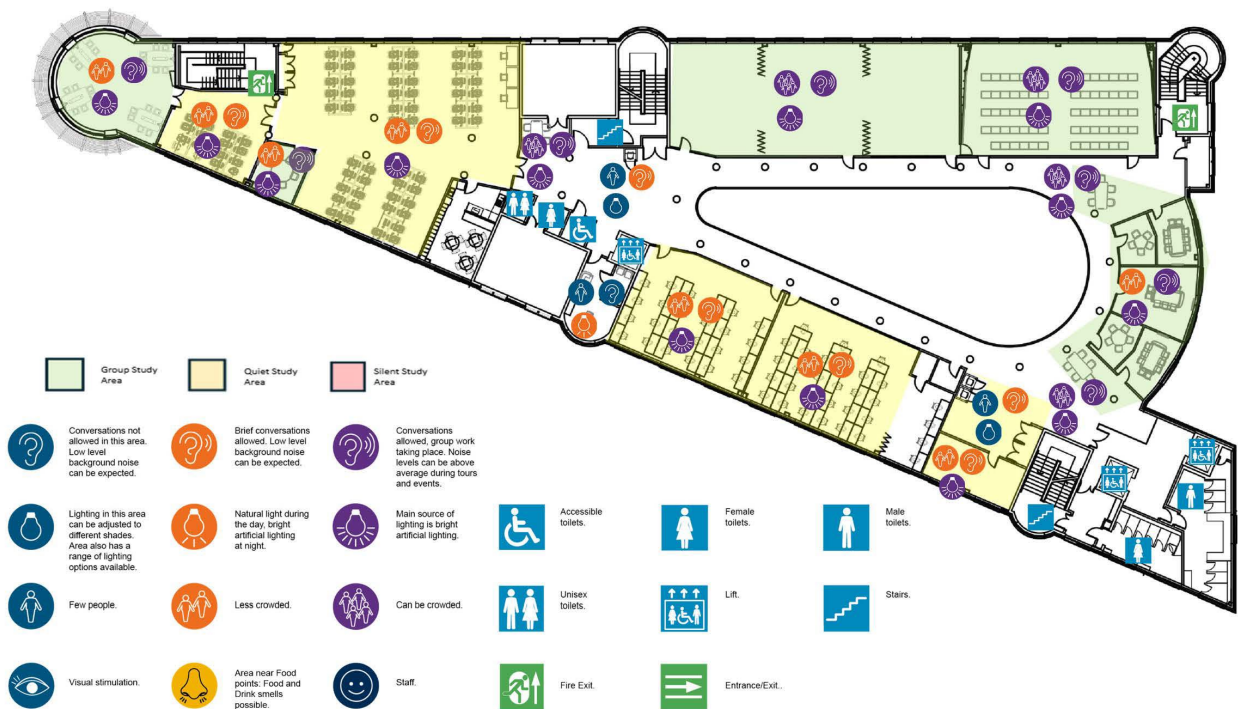 Group Study
Area
Quiet Study
Area
Silent Study
Area
Conversations not
allowed in this area.
Low level
background noise
can be expected.
Brief conversations
allowed. Low level
background noise
can be expected.
Conversations
allowed, group work
taking place. Noise
levels can be above
average during tours
and events.
Lighting in this area
can be adjusted to
different shades.
Area also has a
range of lighting
options available.
Natural light during
the day, bright
artificial lighting
at night.
Main source of
lighting is bright
artificial lighting.
Accessible
toilets.
Female
toilets.
Male
toilets.
Few people.
Less crowded.
Can be crowded.
Unisex
toilets.
Lift.
Stairs.
Visual stimulation.
Area near Food
points: Food and
Drink smells
possible.
Staff.
Fire Exit.
Entrance/Exit..